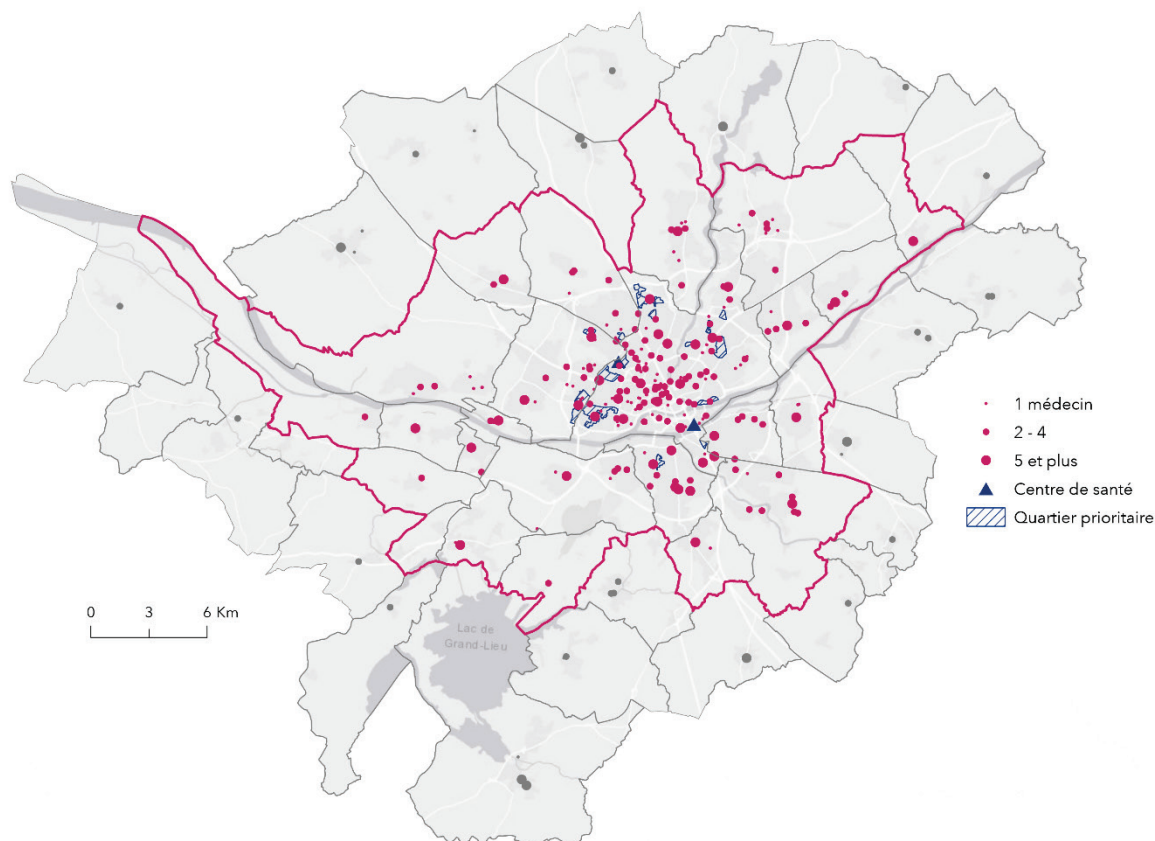 1 médecin
2 - 4
5 et plus
Centre de santé
Quartier prioritaire
0 3 6 Km
Lac de
Grand-Lieu